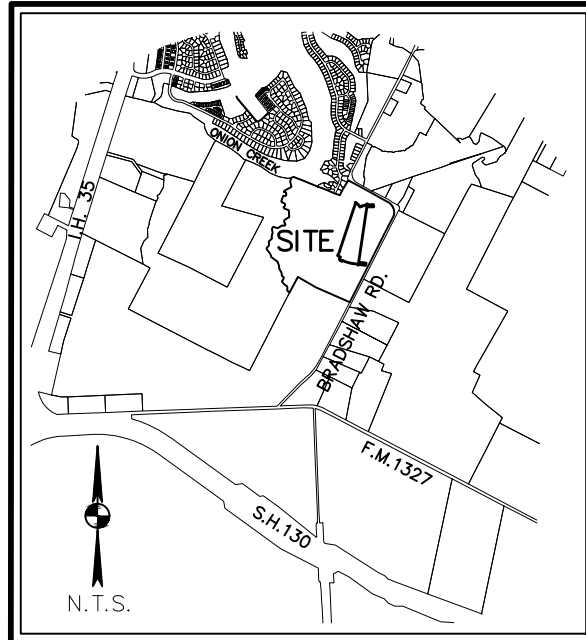 ONION CREEK
I.H. 35
SITE
BRADSHAW RD.
F.M.1327
S.H.130
N.T.S.